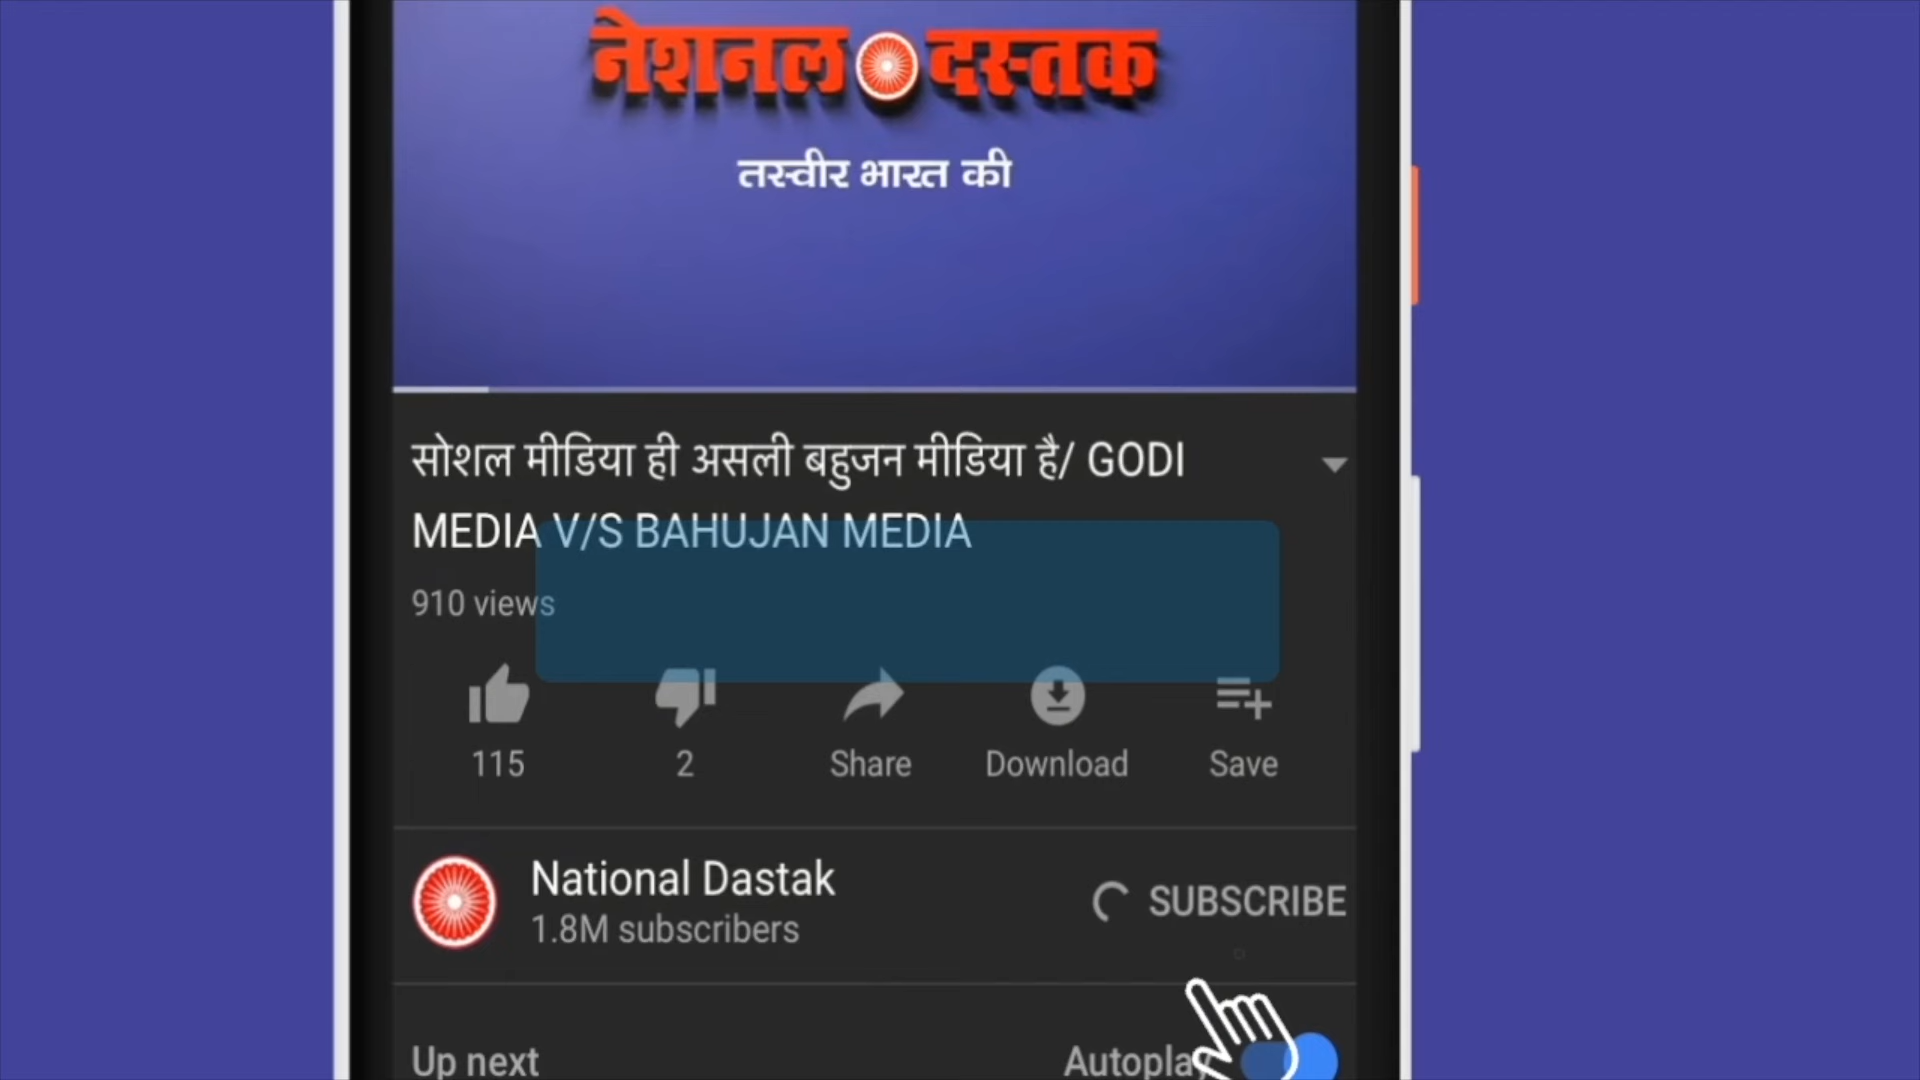 नेशनल दस्तक
तस्वीर भारत की
सोशल मीडिया ही असली बहुजन मीडिया है/ GODI
MEDIA V/S BAHUJAN MEDIA
910 views
115
2
Share
Download
Save
National Dastak
SUBSCRIBE
1.8M subscribers
Up next
Autoplay